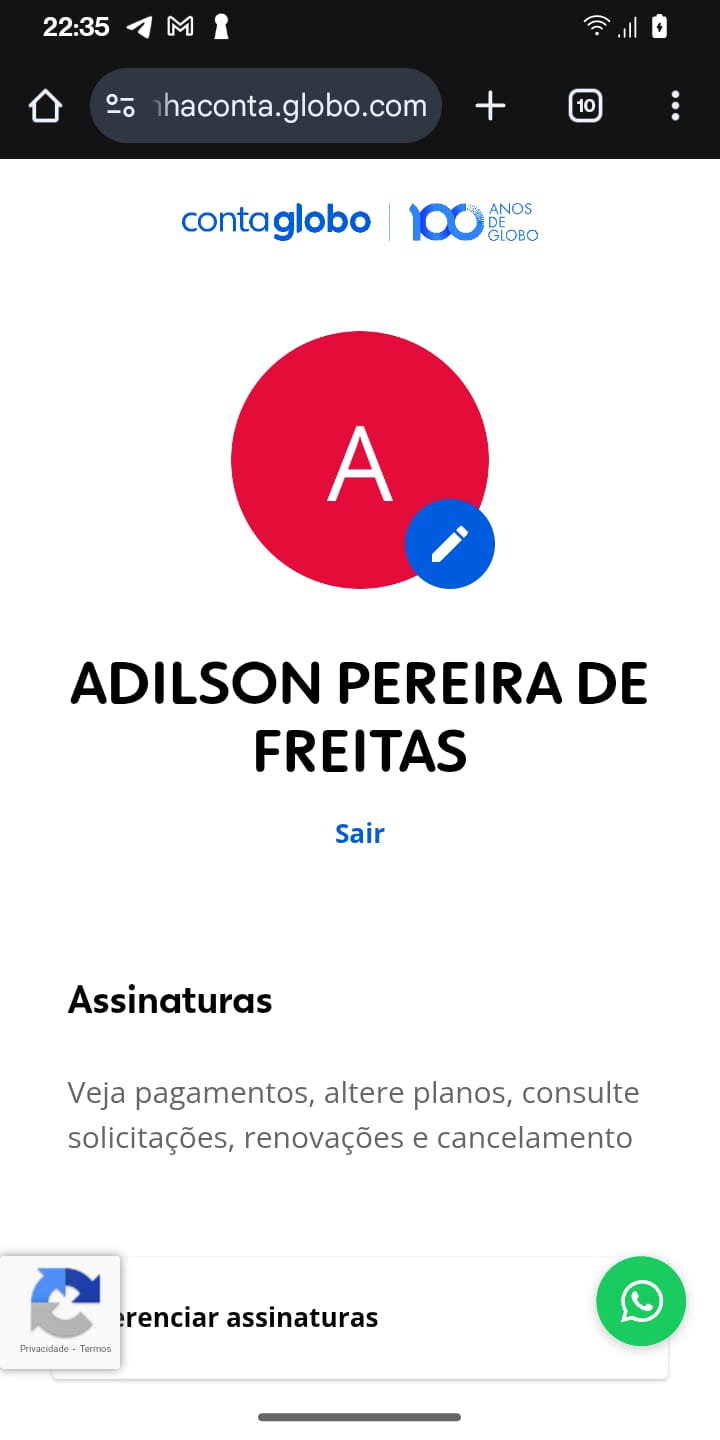 22:35
haconta.globo.com
10
contaglobo
100 ANOS
DE
GLOBO
A
ADILSON PEREIRA DE
FREITAS
Sair
Assinaturas
Veja pagamentos, altere planos, consulte
solicitações, renovações e cancelamento
erenciar assinaturas
Privacidade - Termos